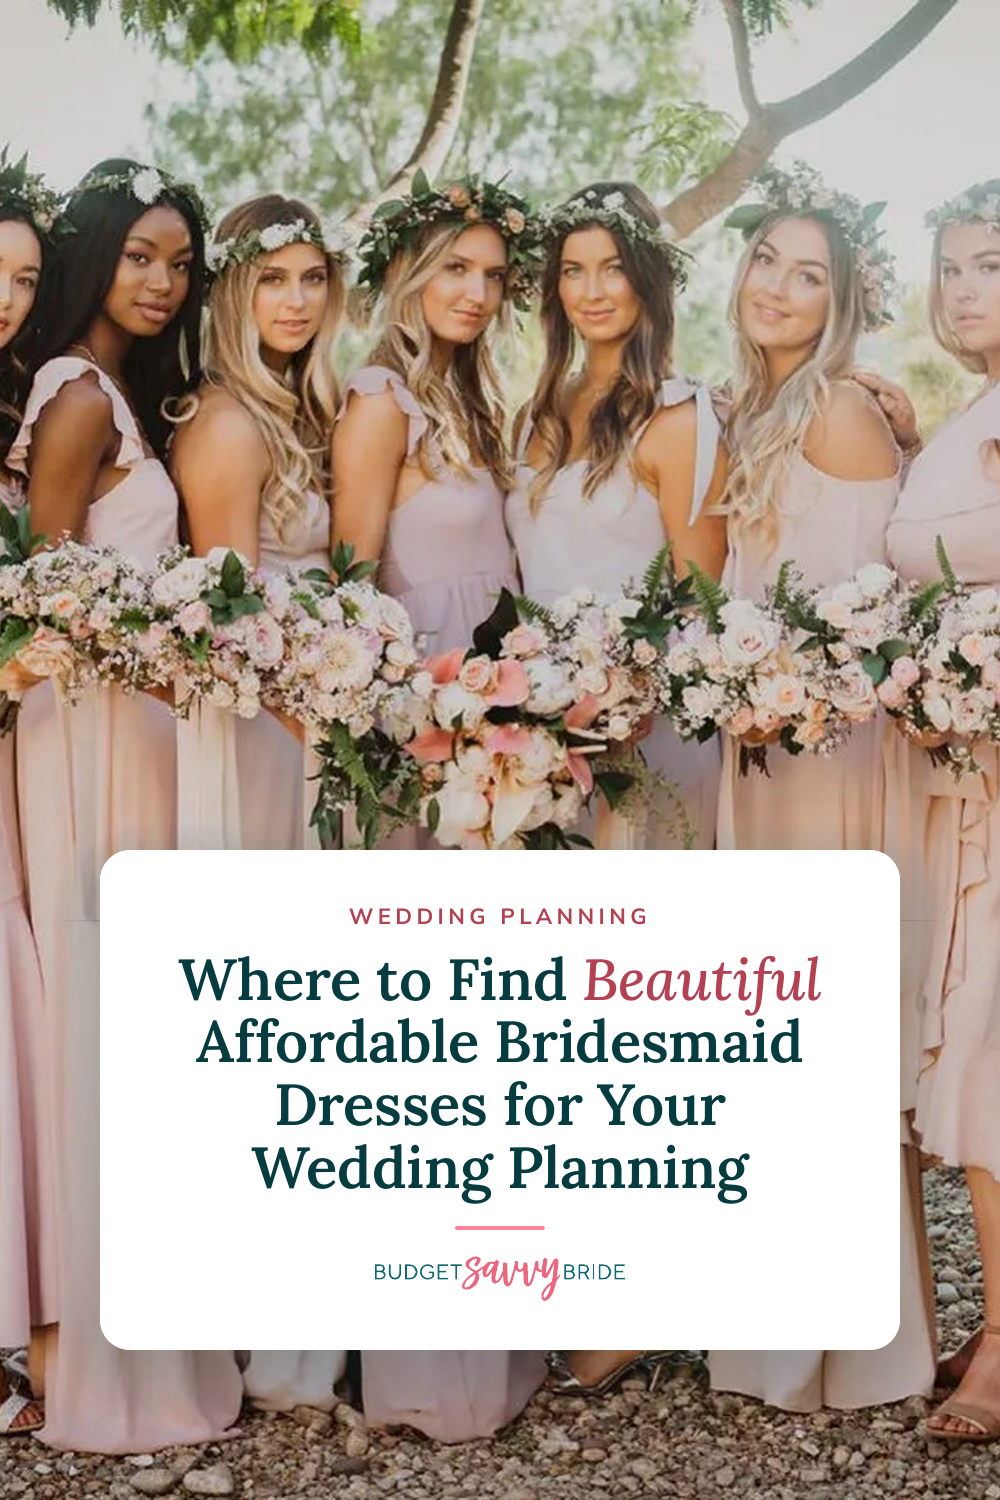 WEDDING PLANNING
Where to Find Beautiful
Affordable Bridesmaid
Dresses for Your
Wedding Planning
BUDGET savvy BRIDE